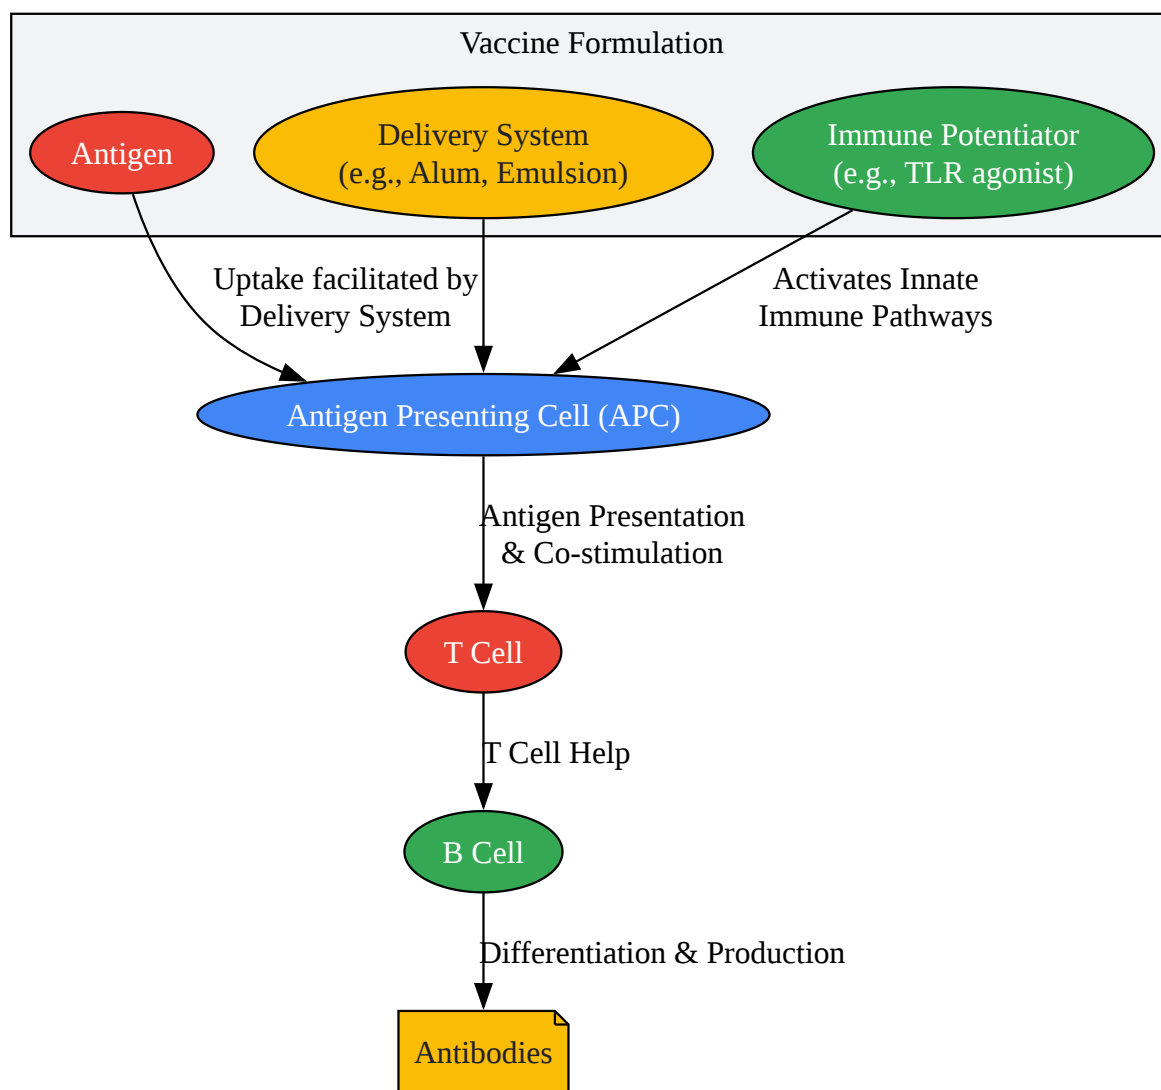 Vaccine Formulation
Antigen
Delivery System
(e.g., Alum, Emulsion)
Immune Potentiator
(e.g., TLR agonist)
Uptake facilitated by
Delivery System
Activates Innate
Immune Pathways
Antigen Presenting Cell (APC)
Antigen Presentation
& Co-stimulation
T Cell
T Cell Help
B Cell
Differentiation & Production
Antibodies